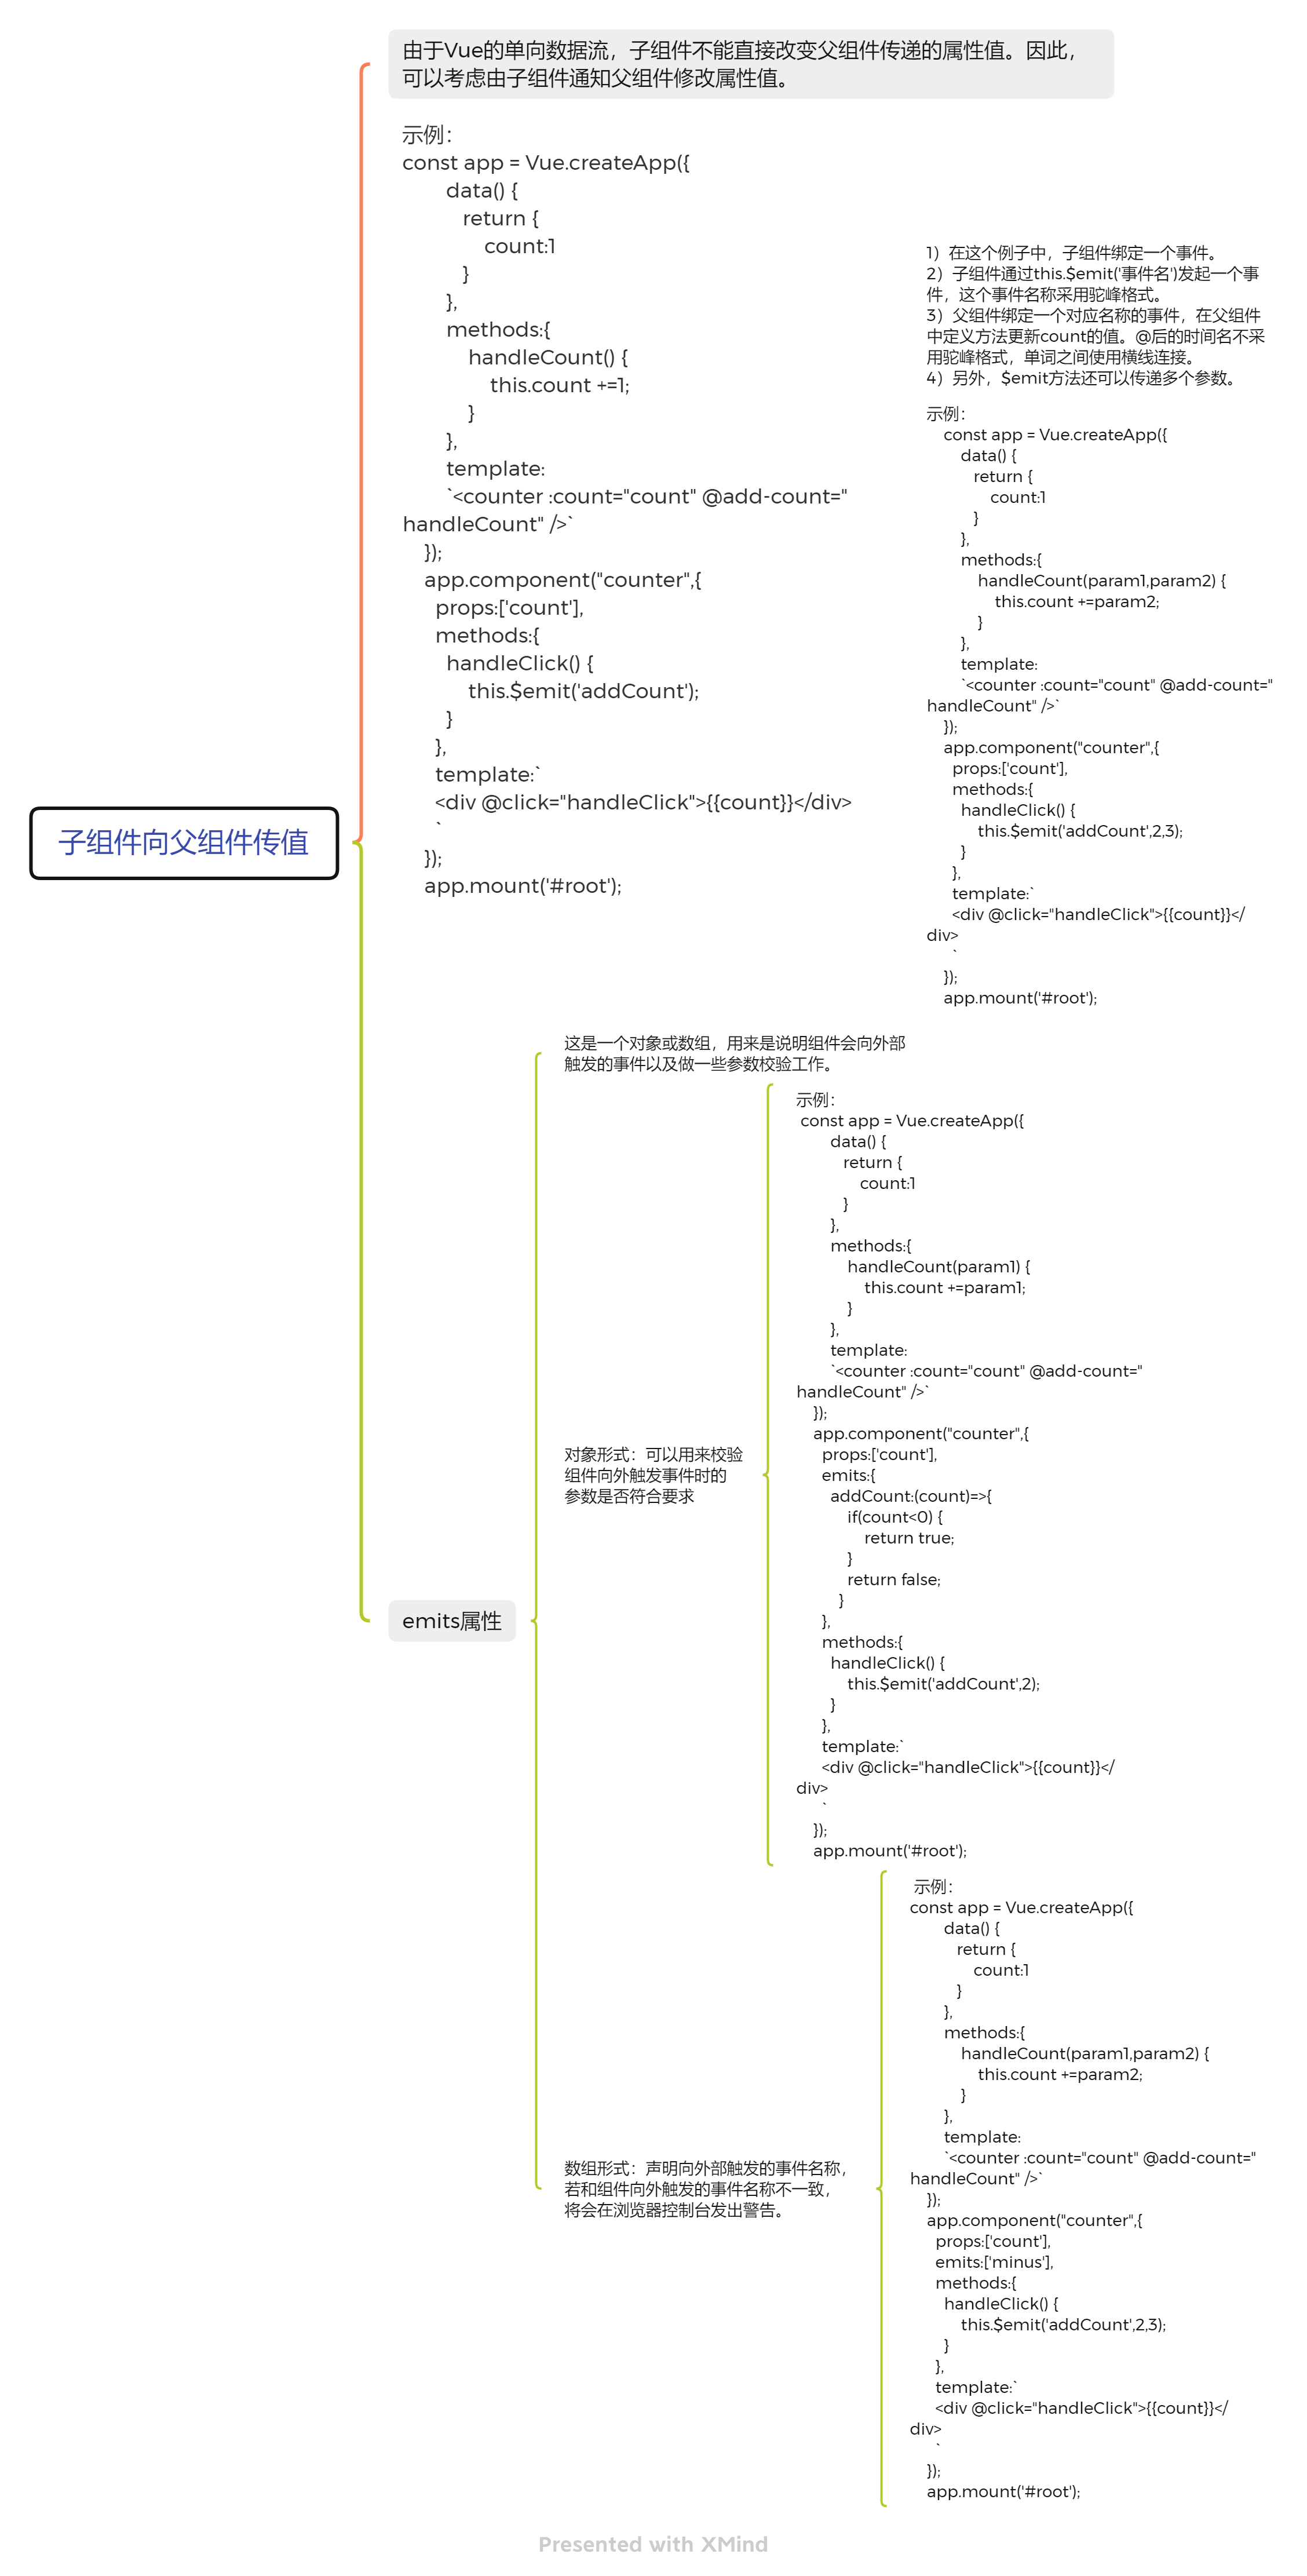 子组件向父组件传值
由于Vue的单向数据流，子组件不能直接改变父组件传递的属性值。因此，
可以考虑由子组件通知父组件修改属性值。
示例：
const app = Vue.createApp({
data() {
return {
count:1
}
},
methods:{
handleCount() {
this.count +=1;
}
},
template:
`<counter :count="count" @add-count="
handleCount" />`
});
app.component("counter",{
props:['count'],
methods:{
handleClick() {
this.$emit('addCount');
}
},
template:`
<div @click="handleClick">{{count}}</div>
`
});
app.mount('#root');
1）在这个例子中，子组件绑定一个事件。
2）子组件通过this.$emit('事件名')发起一个事
件，这个事件名称采用驼峰格式。
3）父组件绑定一个对应名称的事件，在父组件
中定义方法更新count的值。@后的时间名不采
用驼峰格式，单词之间使用横线连接。
4）另外，$emit方法还可以传递多个参数。
示例：
const app = Vue.createApp({
data() {
return {
count:1
}
},
methods:{
handleCount(param1,param2) {
this.count +=param2;
}
},
template:
`<counter :count="count" @add-count="
handleCount" />`
});
app.component("counter",{
props:['count'],
methods:{
handleClick() {
this.$emit('addCount',2,3);
}
},
template:`
<div @click="handleClick">{{count}}</
div>
`
});
app.mount('#root');
emits属性
这是一个对象或数组，用来是说明组件会向外部
触发的事件以及做一些参数校验工作。
对象形式：可以用来校验
组件向外触发事件时的
参数是否符合要求
示例：
const app = Vue.createApp({
data() {
return {
count:1
}
},
methods:{
handleCount(param1) {
this.count +=param1;
}
},
template:
`<counter :count="count" @add-count="
handleCount" />`
});
app.component("counter",{
props:['count'],
emits:{
addCount:(count)=>{
if(count<0) {
return true;
}
return false;
}
},
methods:{
handleClick() {
this.$emit('addCount',2);
}
},
template:`
<div @click="handleClick">{{count}}</
div>
`
});
app.mount('#root');
数组形式：声明向外部触发的事件名称，
若和组件向外触发的事件名称不一致，
将会在浏览器控制台发出警告。
示例：
const app = Vue.createApp({
data() {
return {
count:1
}
},
methods:{
handleCount(param1,param2) {
this.count +=param2;
}
},
template:
`<counter :count="count" @add-count="
handleCount" />`
});
app.component("counter",{
props:['count'],
emits:['minus'],
methods:{
handleClick() {
this.$emit('addCount',2,3);
}
},
template:`
<div @click="handleClick">{{count}}</
div>
`
});
app.mount('#root');
Presented with XMind